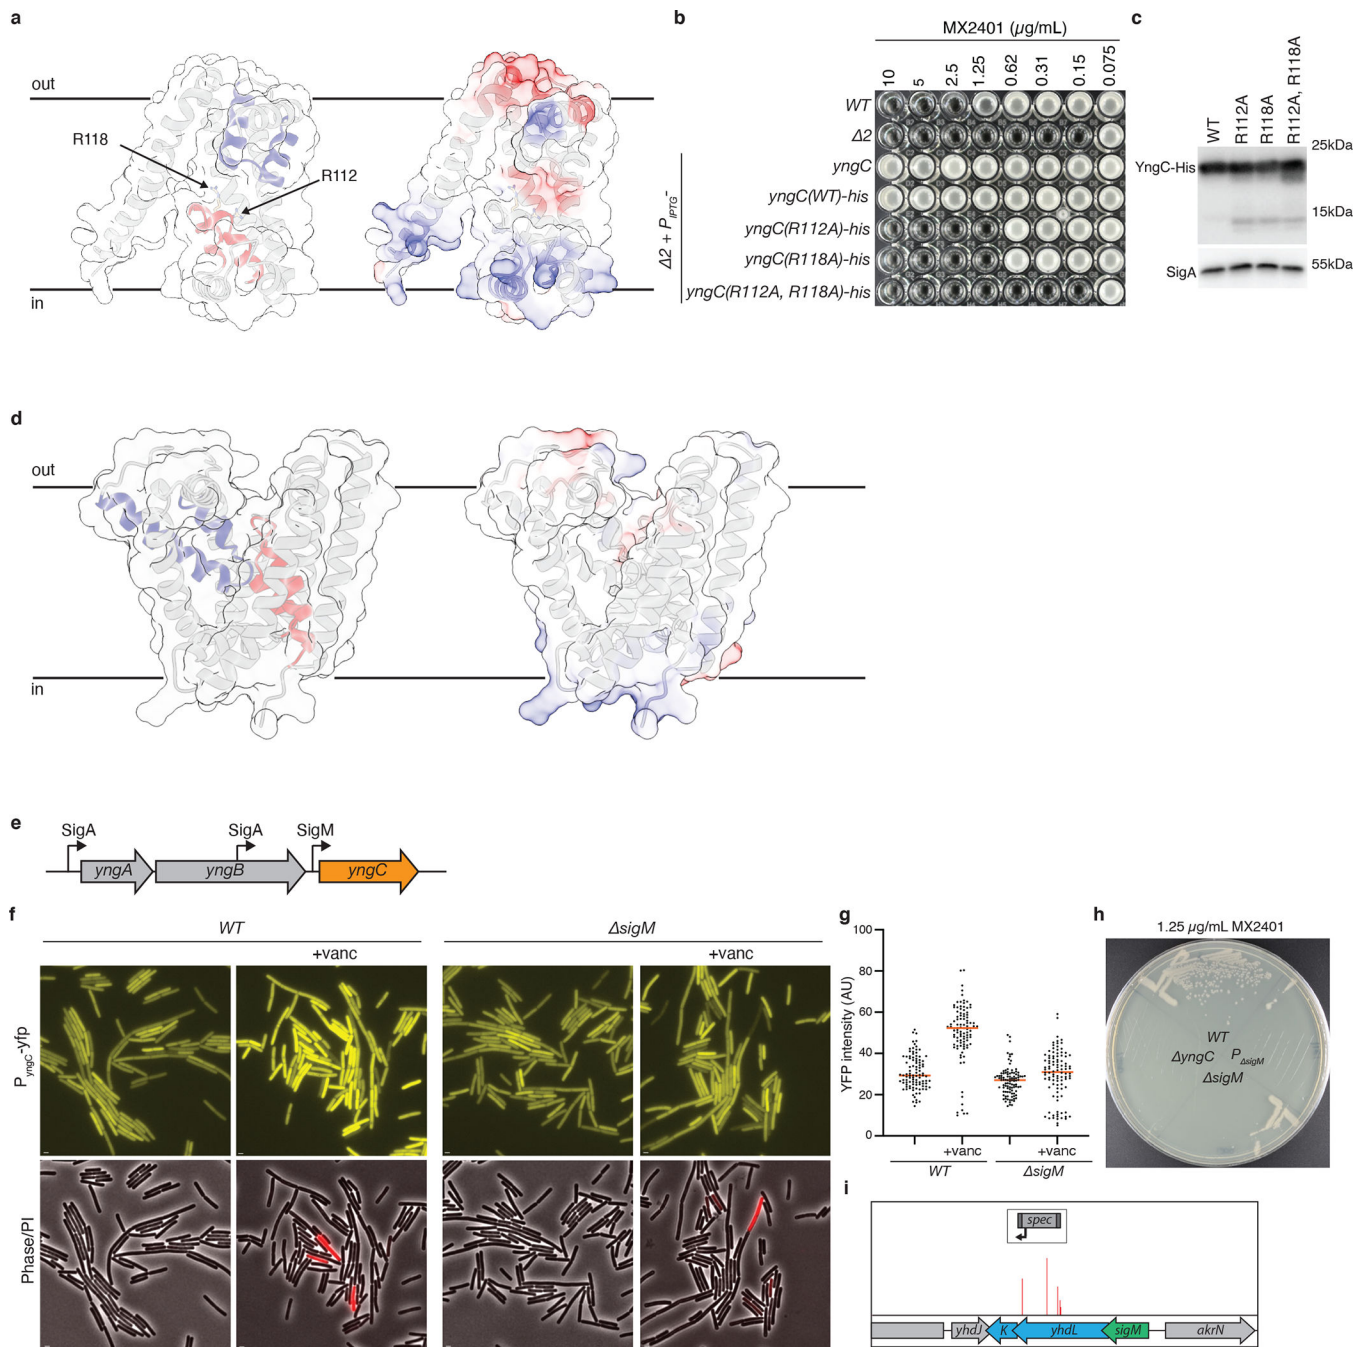 a
out
in
R118
R112
b
MX2401 (µg/mL)
10 5 2.5 1.25 0.62 0.31 0.15 0.075
WT
Δ2
yngC
yngC(WT)-his
yngC(R112A)-his
yngC(R118A)-his
yngC(R112A, R118A)-his
Δ2 + P_IPTG-
c
WT R112A R118A R112A, R118A
25kDa
YngC-His
15kDa
55kDa
SigA
d
out
in
e
SigA SigA SigM
yngA yngB yngC
f
WT ΔsigM
+vanc +vanc
PyngC-yfp
Phase/PI
g
YFP intensity (AU)
100
80
60
40
20
0
+vanc +vanc
WT ΔsigM
h
1.25 µg/mL MX2401
WT
ΔyngC PΔsigM
ΔsigM
i
spec
yhdJ K yhdL sigM akrN